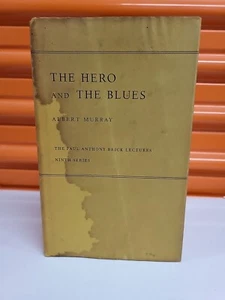 THE HERO
AND THE BLUES
ALBERT MURRAY
THE PAUL ANTHONY BRICK LECTURES
NINTH SERIES